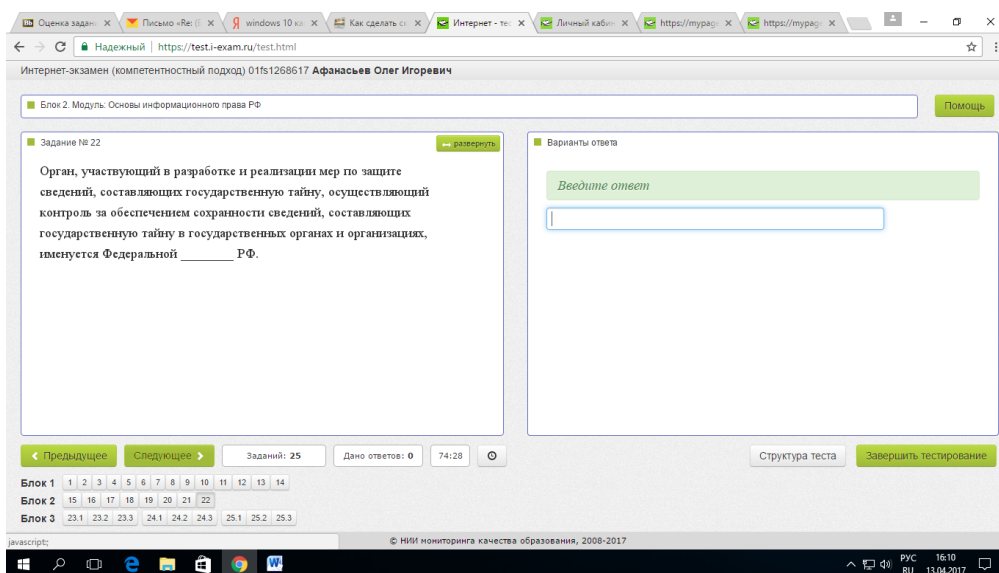 Оценка задан
Письмо «Re: (
windows 10 ка
Как сделать с
Интернет - тес
Личный каби
https://mypag
https://mypag
Надежный | https://test.i-exam.ru/test.html
Интернет-экзамен (компетентностный подход) 01fs1268617 Афанасьев Олег Игоревич
Блок 2. Модуль: Основы информационного права РФ
Помощь
Задание № 22
развернуть
Орган, участвующий в разработке и реализации мер по защите
сведений, составляющих государственную тайну, осуществляющий
контроль за обеспечением сохранности сведений, составляющих
государственную тайну в государственных органах и организациях,
именуется Федеральной ________ РФ.
Варианты ответа
Введите ответ
Предыдущее
Следующее
Заданий: 25
Дано ответов: 0
74:28
Структура теста
Завершить тестирование
Блок 1 1 2 3 4 5 6 7 8 9 10 11 12 13 14
Блок 2 15 16 17 18 19 20 21 22
Блок 3 23.1 23.2 23.3 24.1 24.2 24.3 25.1 25.2 25.3
javascript:;
© НИИ мониторинга качества образования, 2008-2017
РУС
RU
16:10
13.04.2017